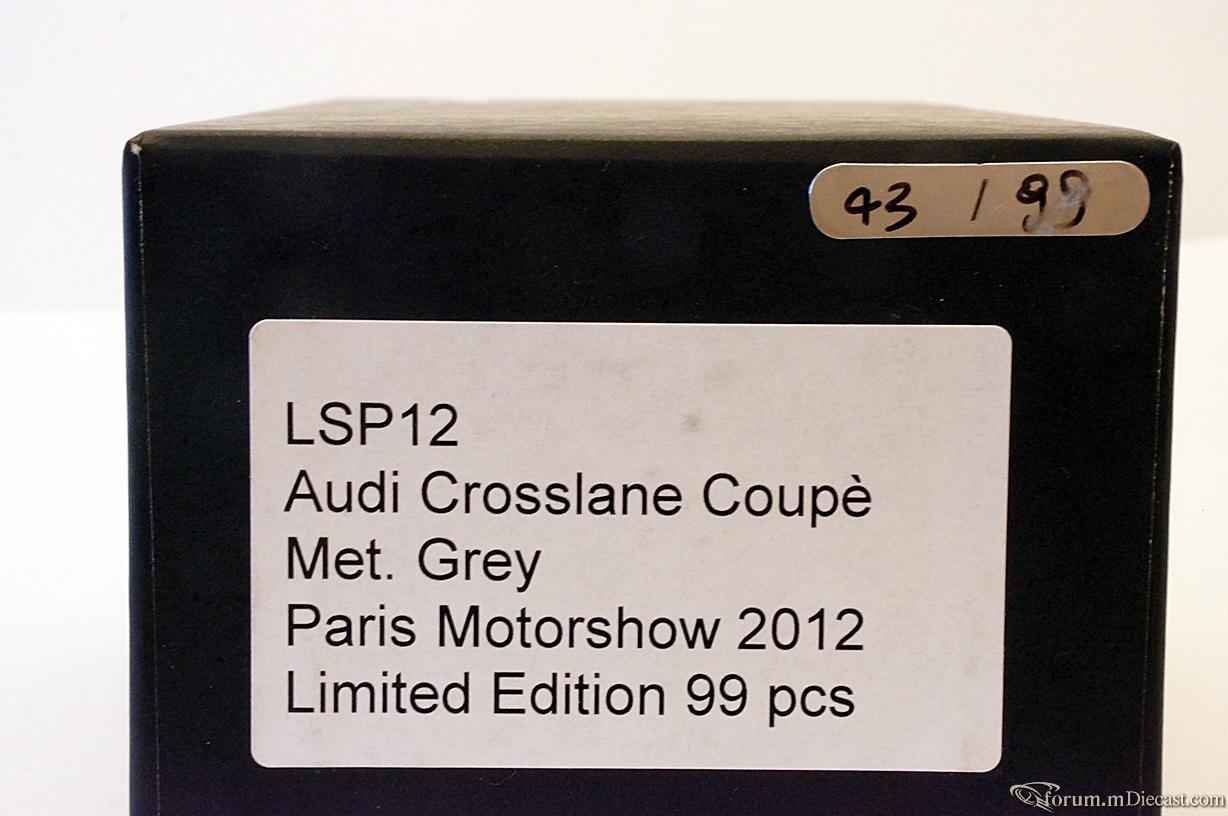 43 / 99
LSP12
Audi Crosslane Coupè
Met. Grey
Paris Motorshow 2012
Limited Edition 99 pcs
forum.mDiecast.com